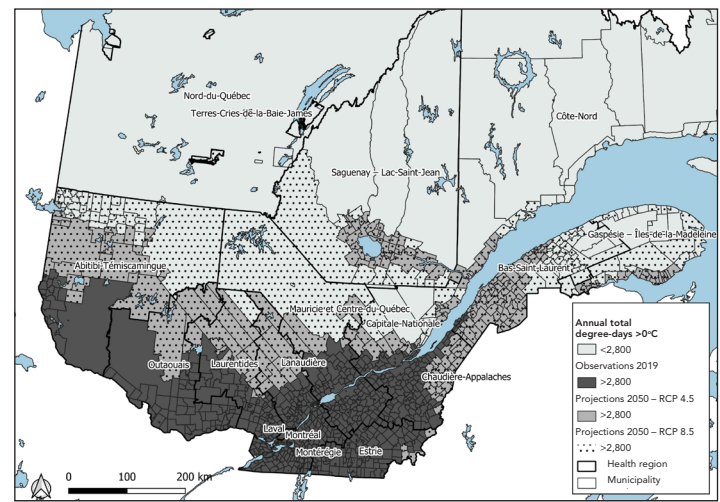 Nord-du-Québec
Terres-Cries-de-la-Baie-James
Côte-Nord
Saguenay – Lac-Saint-Jean
Gaspésie – Îles-de-la-Madeleine
Bas-Saint-Laurent
Abitibi-Témiscamingue
Mauricie et Centre-du-Québec
Capitale-Nationale
Outaouais
Laurentides
Lanaudière
Chaudière-Appalaches
Laval
Montréal
Montérégie
Estrie
Annual total
degree-days >0°C
<2,800
Observations 2019
>2,800
Projections 2050 – RCP 4.5
>2,800
Projections 2050 – RCP 8.5
>2,800
Health region
Municipality
0 100 200 km